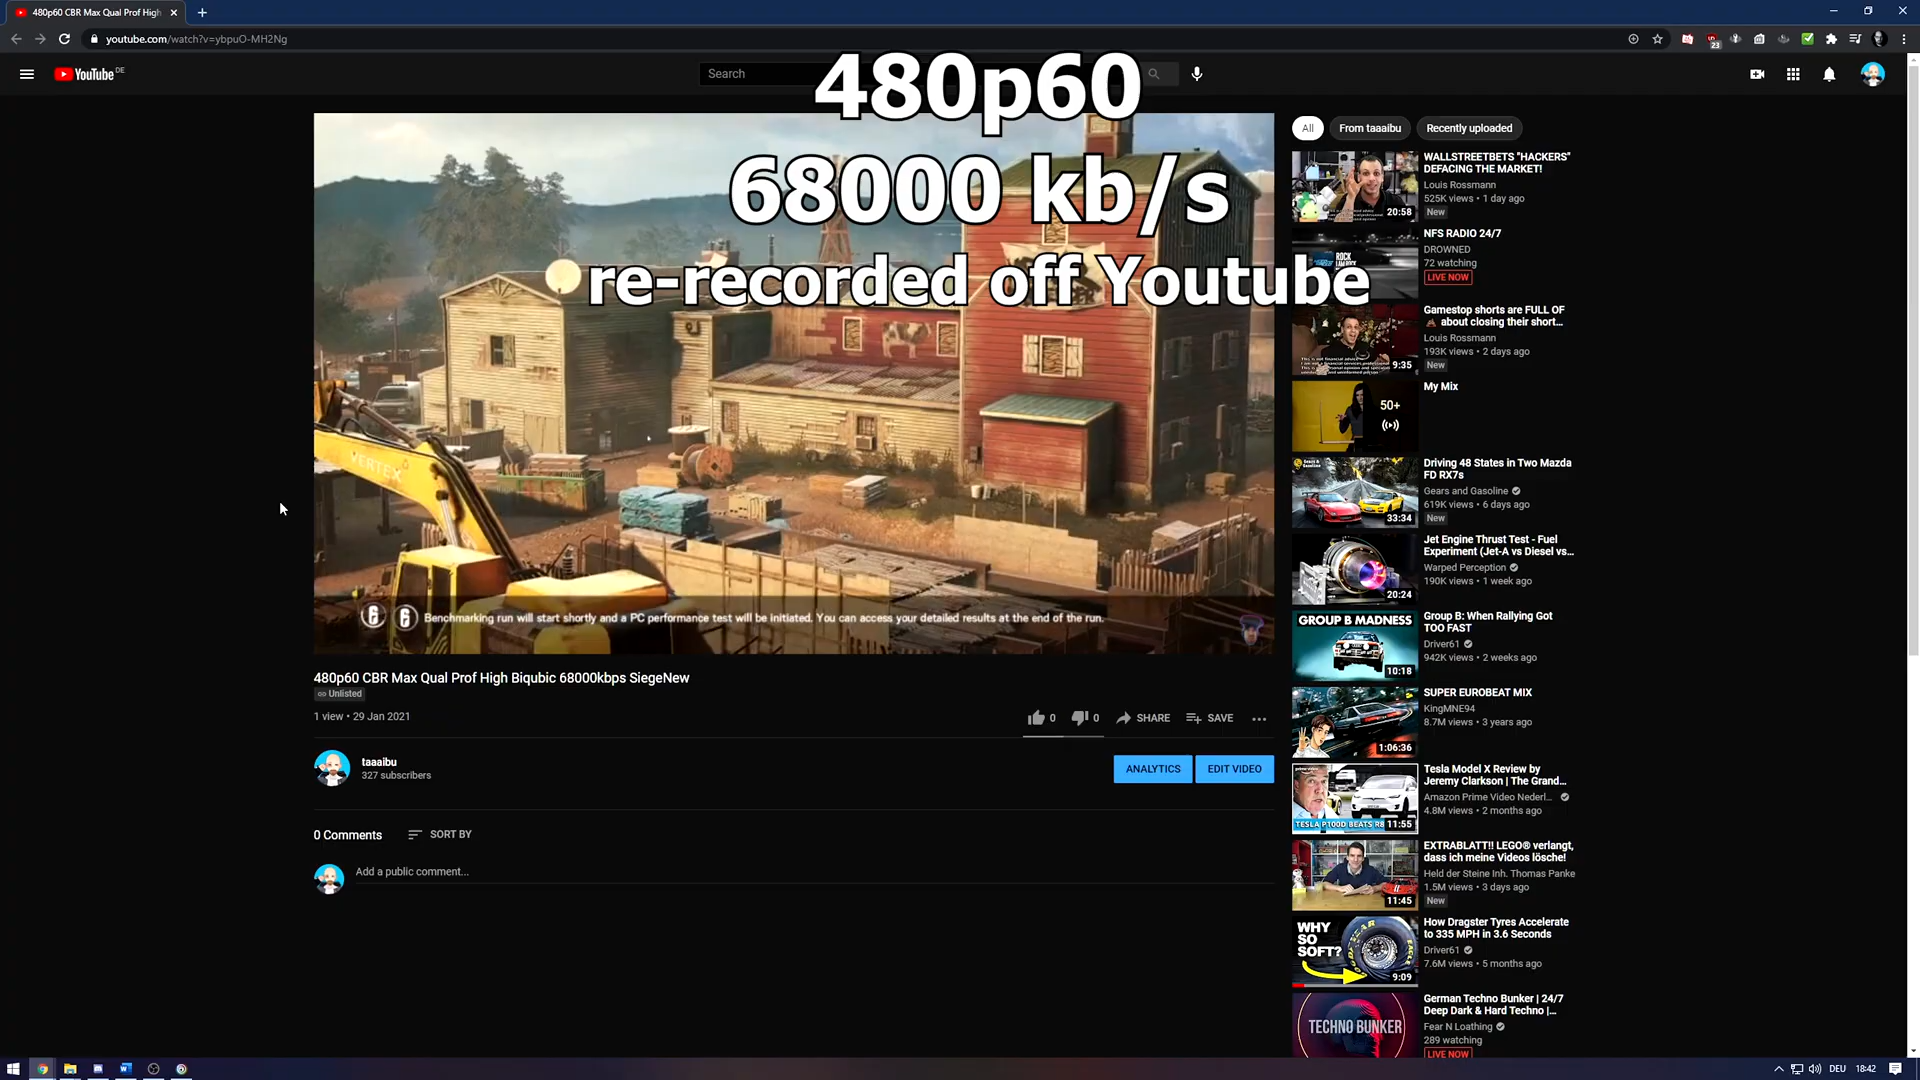 480p60 CBR Max Qual Prof High
youtube.com/watch?v=ybpuO-MH2Ng
23
YouTube DE
Search
480p60
68000 kb/s
re-recorded off Youtube
VERTEX
Benchmarking run will start shortly and a PC performance test will be initiated. You can access your detailed results at the end of the run.
480p60 CBR Max Qual Prof High Biqubic 68000kbps SiegeNew
Unlisted
1 view • 29 Jan 2021
0
0
SHARE
SAVE
taaaibu
327 subscribers
ANALYTICS
EDIT VIDEO
0 Comments
SORT BY
Add a public comment...
All
From taaaibu
Recently uploaded
20:58
WALLSTREETBETS "HACKERS"
DEFACING THE MARKET!
Louis Rossmann
525K views • 1 day ago
New
NFS RADIO 24/7
DROWNED
72 watching
LIVE NOW
9:35
Gamestop shorts are FULL OF
💩 about closing their short...
Louis Rossmann
193K views • 2 days ago
New
50+
My Mix
33:34
Driving 48 States in Two Mazda
FD RX7s
Gears and Gasoline
619K views • 6 days ago
New
20:24
Jet Engine Thrust Test - Fuel
Experiment (Jet-A vs Diesel vs...
Warped Perception
190K views • 1 week ago
GROUP B MADNESS
10:18
Group B: When Rallying Got
TOO FAST
Driver61
942K views • 2 weeks ago
1:06:36
SUPER EUROBEAT MIX
KingMNE94
8.7M views • 3 years ago
TESLA P100D BEATS R8
11:55
Tesla Model X Review by
Jeremy Clarkson | The Grand...
Amazon Prime Video Nederl...
4.8M views • 2 months ago
11:45
EXTRABLATT!! LEGO® verlangt,
dass ich meine Videos lösche!
Held der Steine Inh. Thomas Panke
1.5M views • 3 days ago
New
WHY
SO
SOFT?
9:09
How Dragster Tyres Accelerate
to 335 MPH in 3.6 Seconds
Driver61
7.6M views • 5 months ago
TECHNO BUNKER
German Techno Bunker | 24/7
Deep Dark & Hard Techno |...
Fear N Loathing
289 watching
LIVE NOW
DEU
18:42